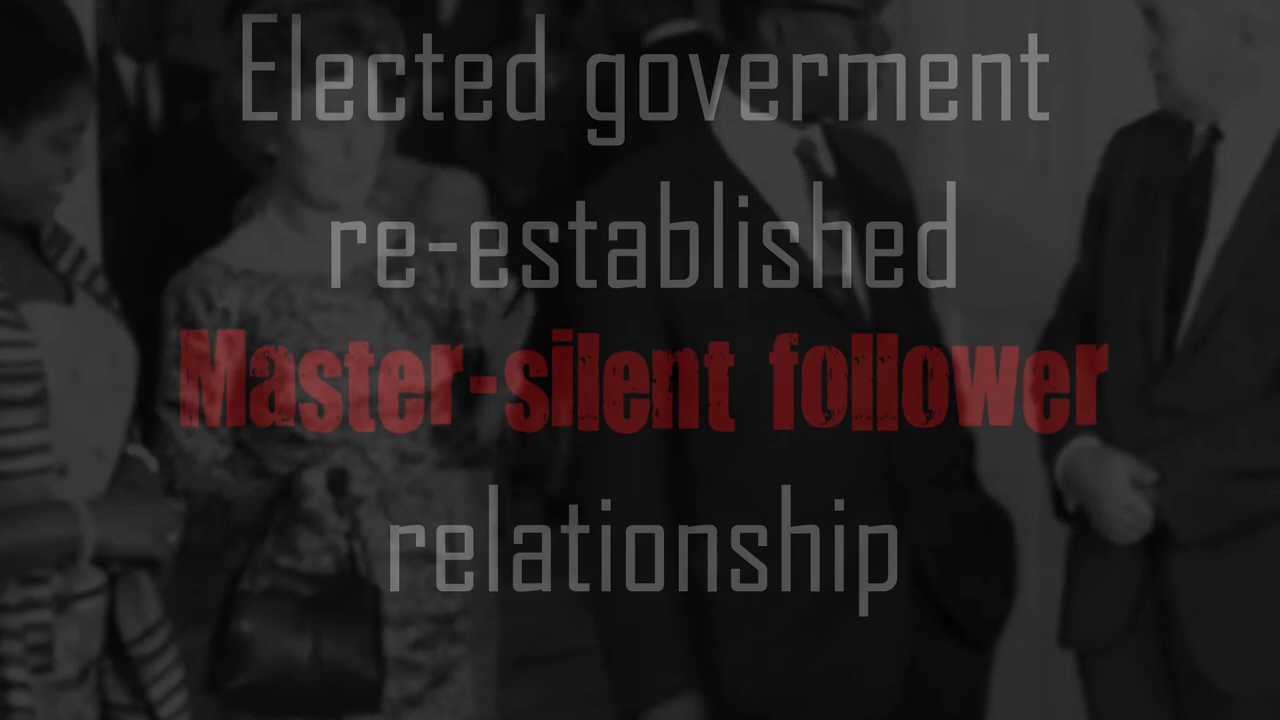 Elected goverment
re-established
Master-silent follower
relationship